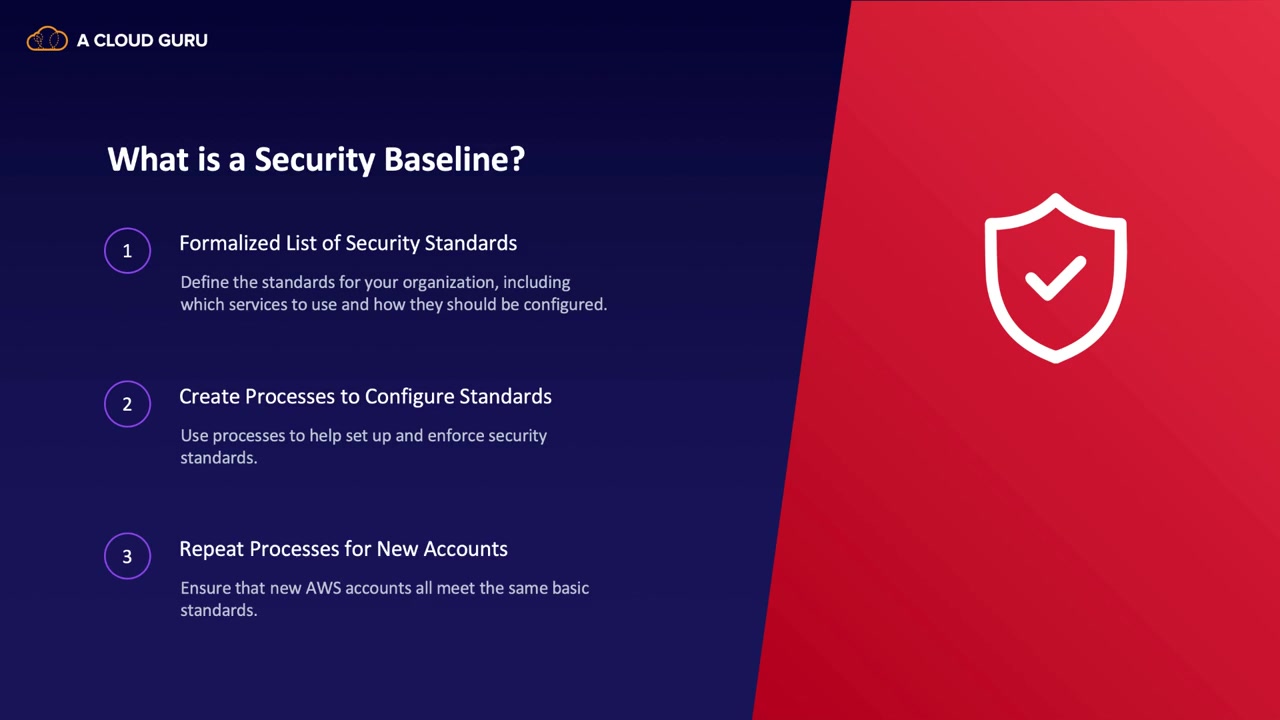 A CLOUD GURU
What is a Security Baseline?
1
Formalized List of Security Standards
Define the standards for your organization, including
which services to use and how they should be configured.
2
Create Processes to Configure Standards
Use processes to help set up and enforce security
standards.
3
Repeat Processes for New Accounts
Ensure that new AWS accounts all meet the same basic
standards.